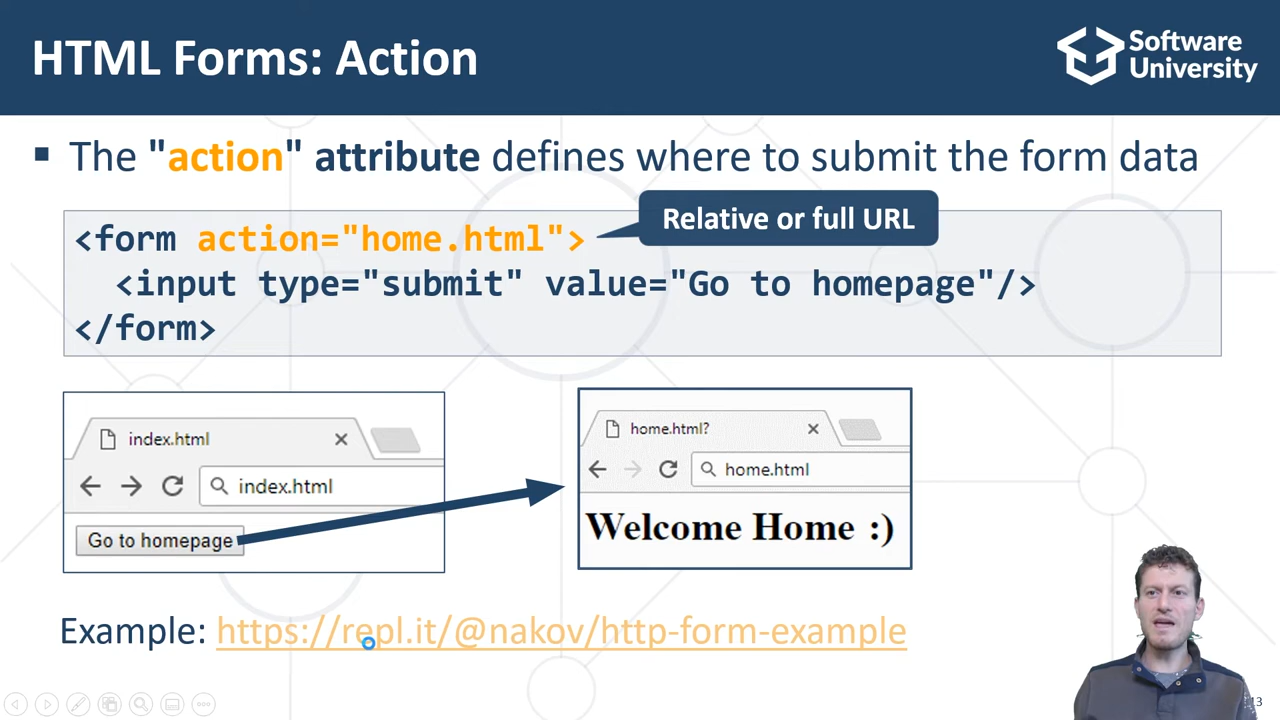 HTML Forms: Action
Software
University
▪ The "action" attribute defines where to submit the form data
Relative or full URL
<form action="home.html">
<input type="submit" value="Go to homepage"/>
</form>
index.html
index.html
Go to homepage
home.html?
home.html
Welcome Home :)
Example: https://repl.it/@nakov/http-form-example